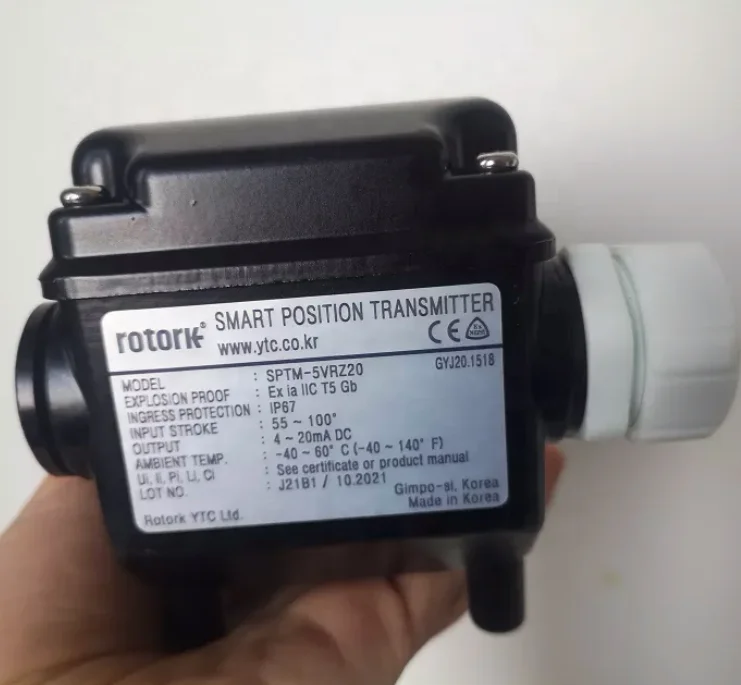 rotork® SMART POSITION TRANSMITTER
www.ytc.co.kr
CE Ex NEPSI
GYJ20.1518
MODEL : SPTM-5VRZ20
EXPLOSION PROOF : Ex ia IIC T5 Gb
INGRESS PROTECTION : IP67
INPUT STROKE : 55 ~ 100°
OUTPUT : 4 ~ 20mA DC
AMBIENT TEMP. : -40 ~ 60° C (-40 ~ 140° F)
Ui, Ii, Pi, Li, Ci : See certificate or product manual
LOT NO. : J21B1 / 10.2021
Gimpo-si, Korea
Rotork YTC Ltd. Made in Korea